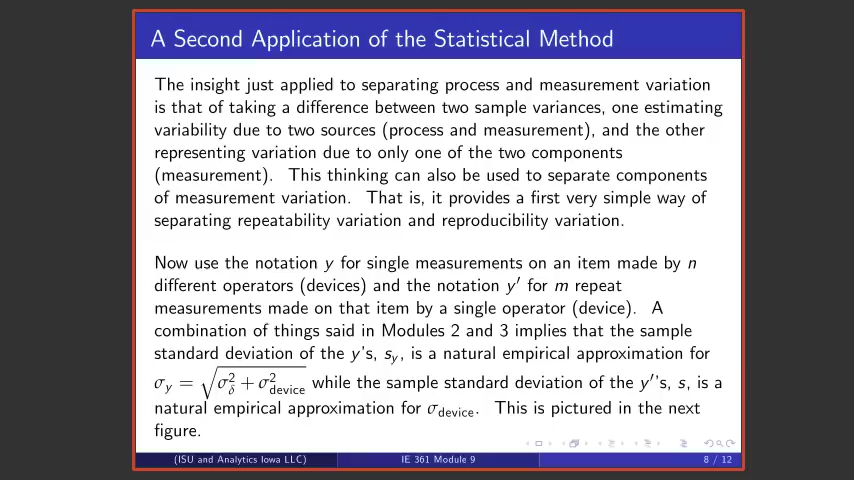 A Second Application of the Statistical Method
The insight just applied to separating process and measurement variation
is that of taking a difference between two sample variances, one estimating
variability due to two sources (process and measurement), and the other
representing variation due to only one of the two components
(measurement). This thinking can also be used to separate components
of measurement variation. That is, it provides a first very simple way of
separating repeatability variation and reproducibility variation.
Now use the notation y for single measurements on an item made by n
different operators (devices) and the notation y′ for m repeat
measurements made on that item by a single operator (device). A
combination of things said in Modules 2 and 3 implies that the sample
standard deviation of the y's, s_y, is a natural empirical approximation for
σ_y = √(σ²_δ + σ²_device) while the sample standard deviation of the y′'s, s, is a
natural empirical approximation for σ_device. This is pictured in the next
figure.
(ISU and Analytics Iowa LLC) IE 361 Module 9 8 / 12